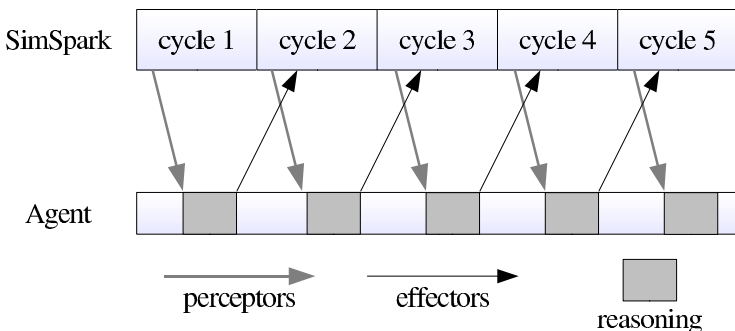 SimSpark cycle 1 cycle 2 cycle 3 cycle 4 cycle 5
Agent
perceptors effectors
reasoning